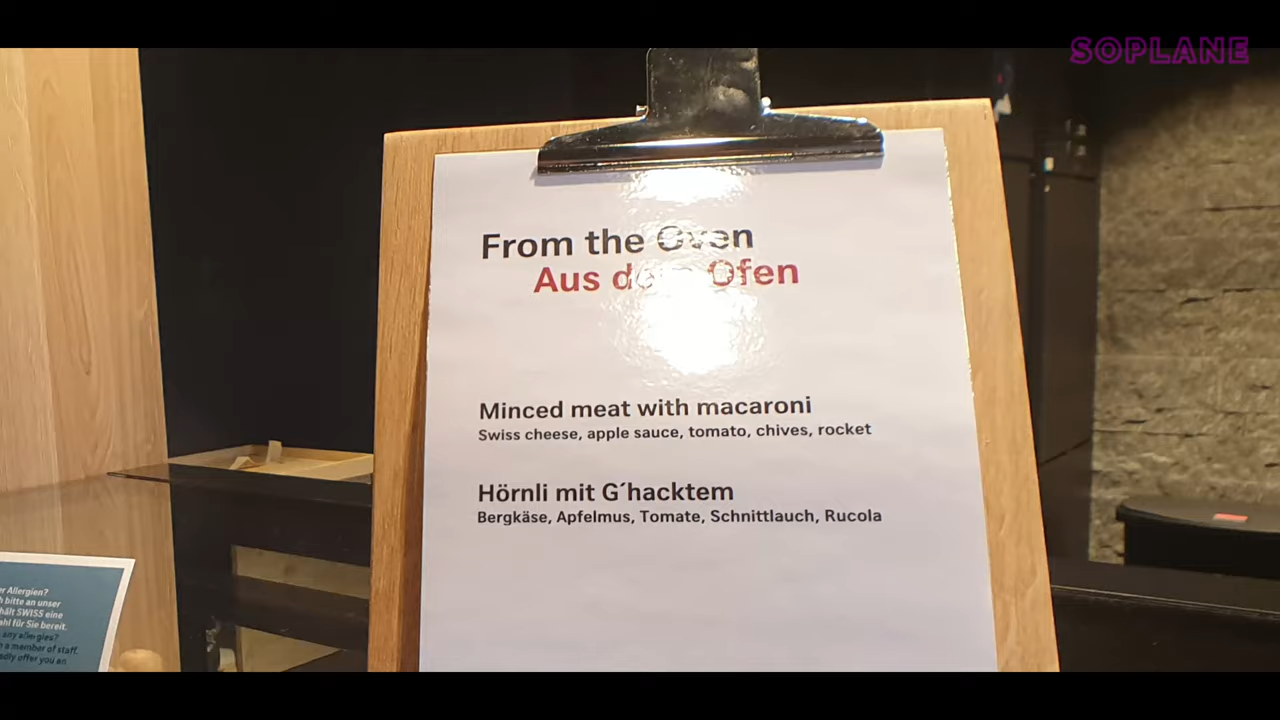 SOPLANE
From the Oven
Aus dem Ofen
Minced meat with macaroni
Swiss cheese, apple sauce, tomato, chives, rocket
Hörnli mit G´hacktem
Bergkäse, Apfelmus, Tomate, Schnittlauch, Rucola
Allergien?
bitte an unser
hält SWISS eine
für Sie bereit.
any allergies?
a member of staff.
offer you an